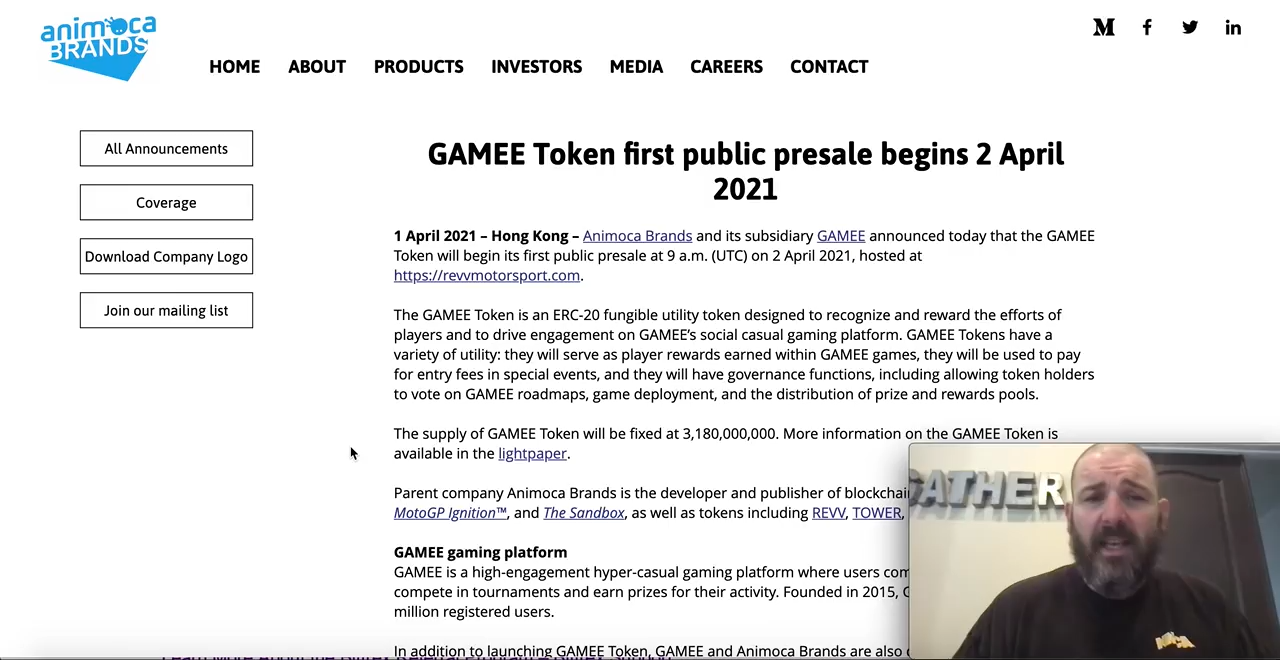 animoca
BRANDS
HOME ABOUT PRODUCTS INVESTORS MEDIA CAREERS CONTACT
All Announcements
Coverage
Download Company Logo
Join our mailing list
GAMEE Token first public presale begins 2 April
2021
1 April 2021 – Hong Kong – Animoca Brands and its subsidiary GAMEE announced today that the GAMEE
Token will begin its first public presale at 9 a.m. (UTC) on 2 April 2021, hosted at
https://revvmotorsport.com.
The GAMEE Token is an ERC-20 fungible utility token designed to recognize and reward the efforts of
players and to drive engagement on GAMEE's social casual gaming platform. GAMEE Tokens have a
variety of utility: they will serve as player rewards earned within GAMEE games, they will be used to pay
for entry fees in special events, and they will have governance functions, including allowing token holders
to vote on GAMEE roadmaps, game deployment, and the distribution of prize and rewards pools.
The supply of GAMEE Token will be fixed at 3,180,000,000. More information on the GAMEE Token is
available in the lightpaper.
Parent company Animoca Brands is the developer and publisher of blockchain
MotoGP Ignition™, and The Sandbox, as well as tokens including REVV, TOWER,
GAMEE gaming platform
GAMEE is a high-engagement hyper-casual gaming platform where users com
compete in tournaments and earn prizes for their activity. Founded in 2015, G
million registered users.
In addition to launching GAMEE Token, GAMEE and Animoca Brands are also
GATHER